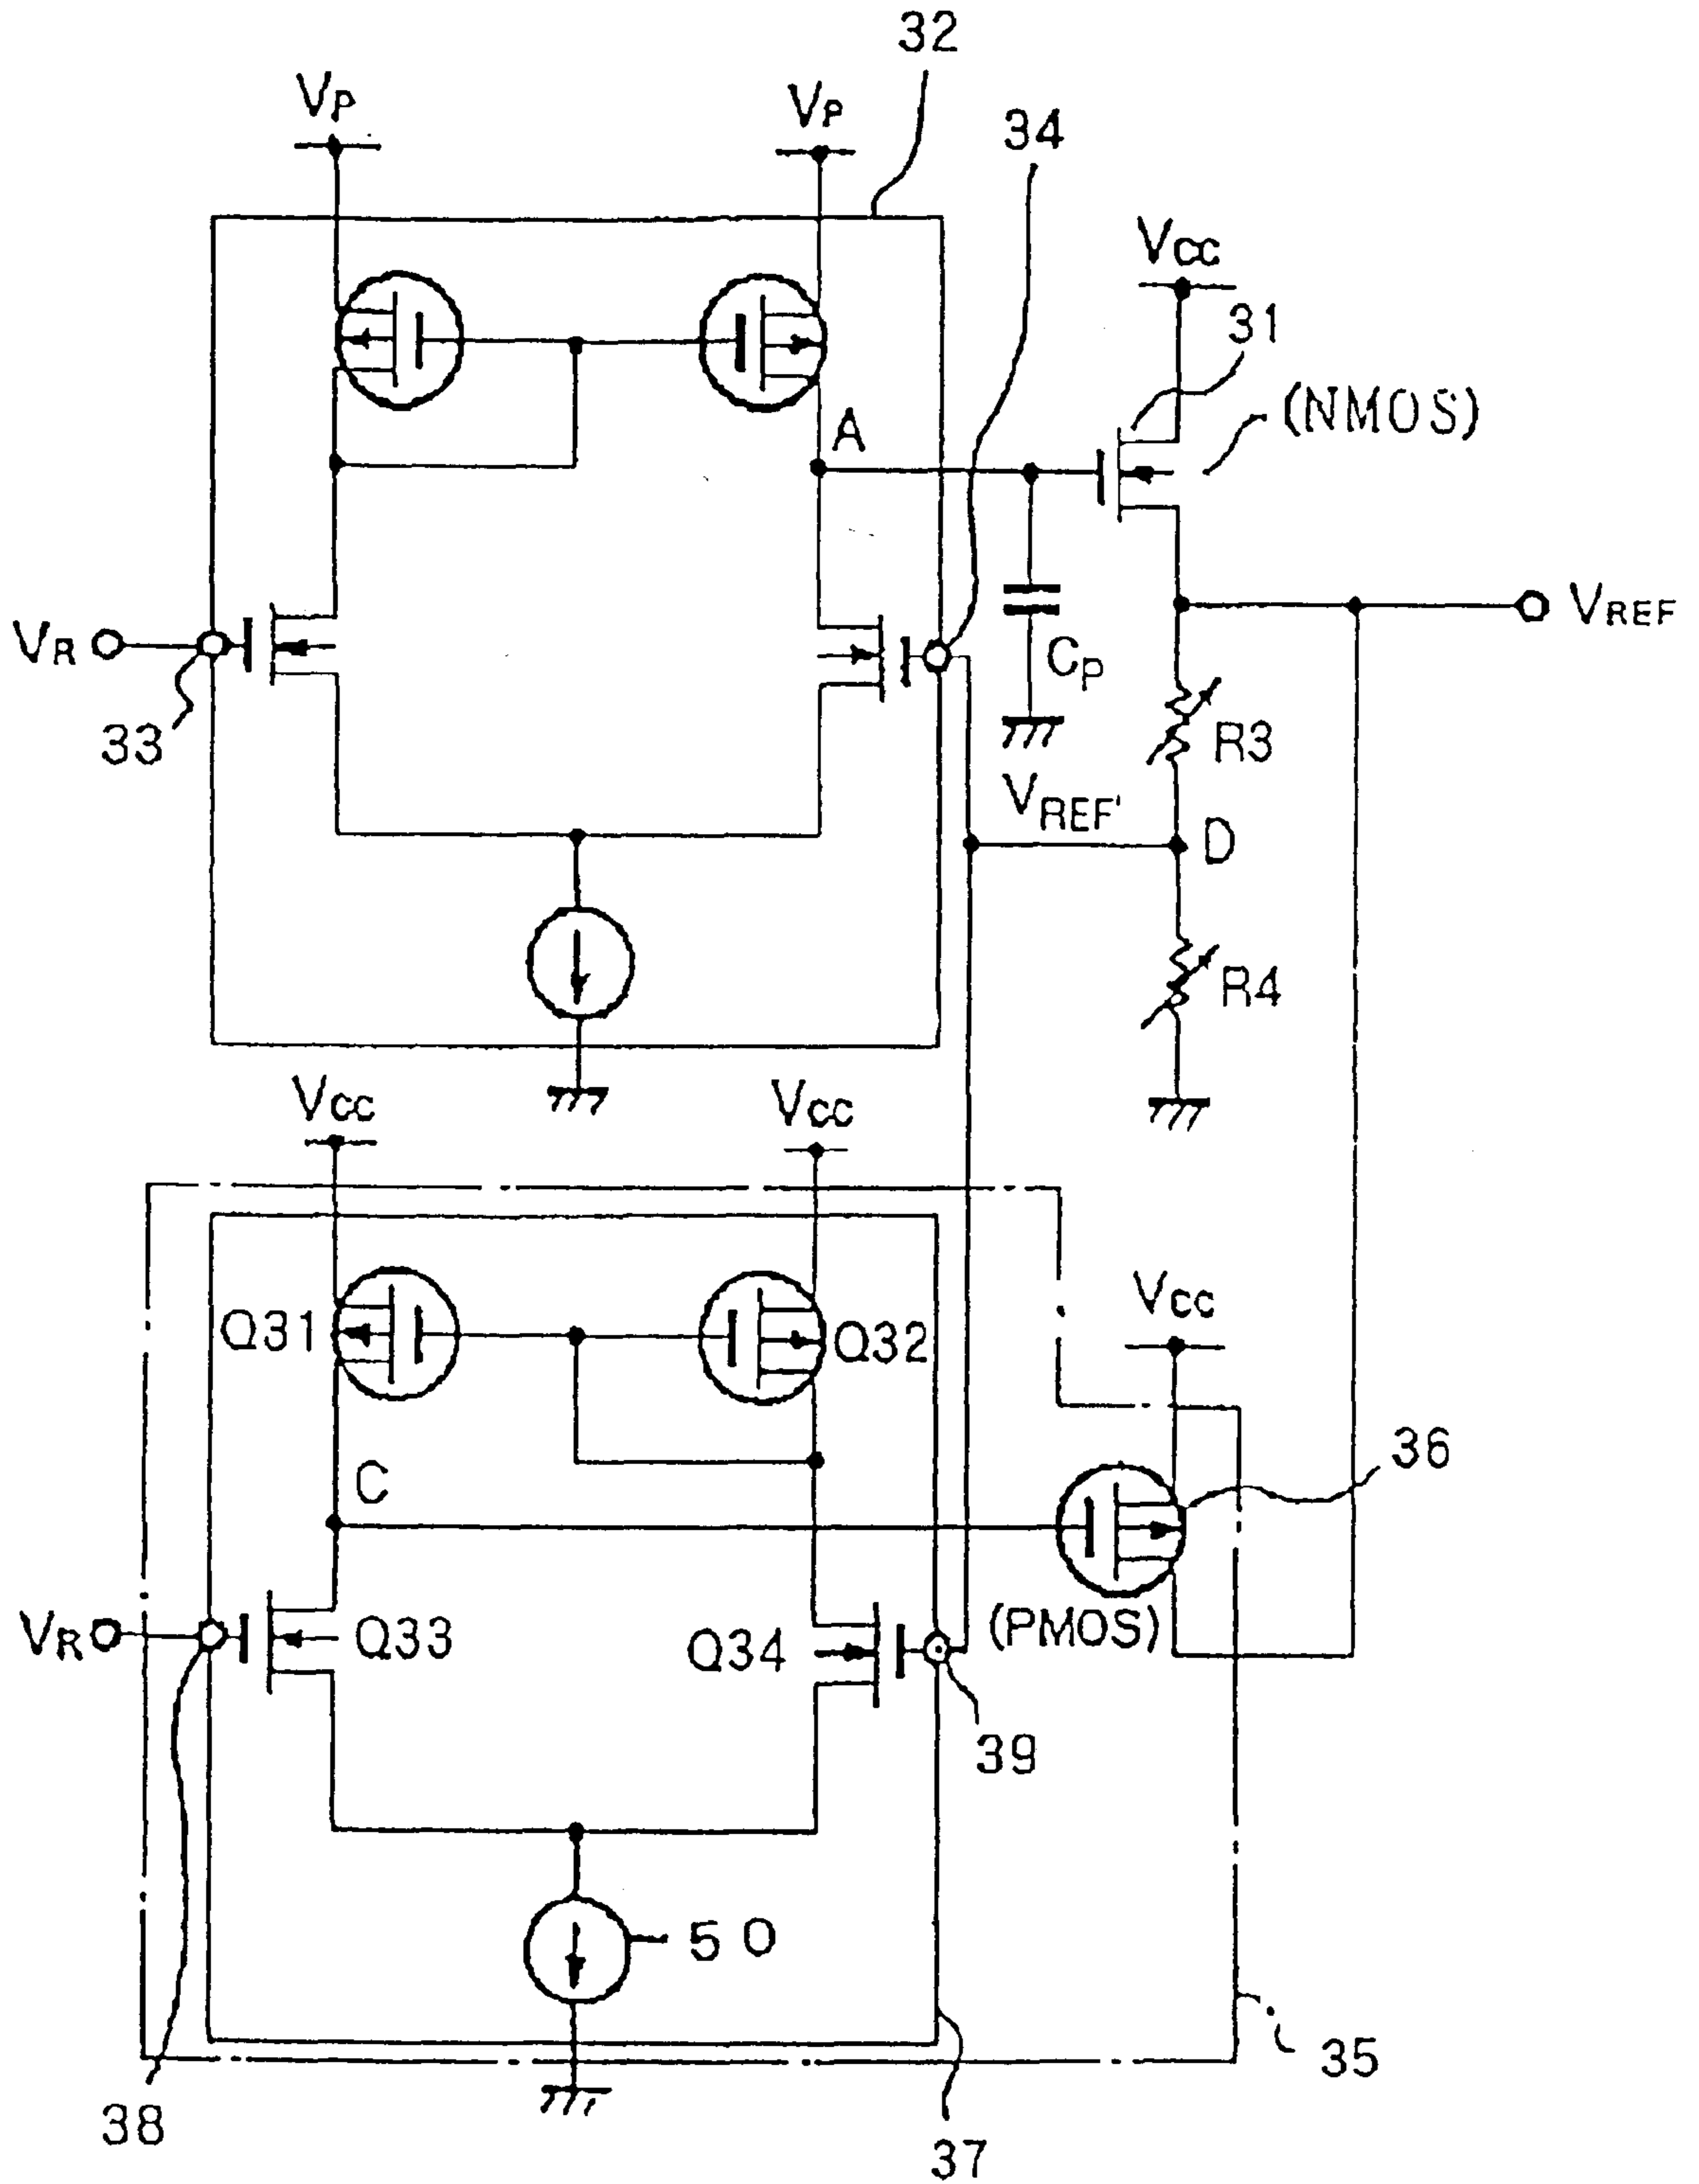 32
VP
VP
34
VCC
31
(NMOS)
A
VR
33
CP
VREF
R3
VREF'
D
R4
VCC
VCC
Q31
Q32
VCC
36
C
VR
Q33
Q34
(PMOS)
39
50
35
38
37